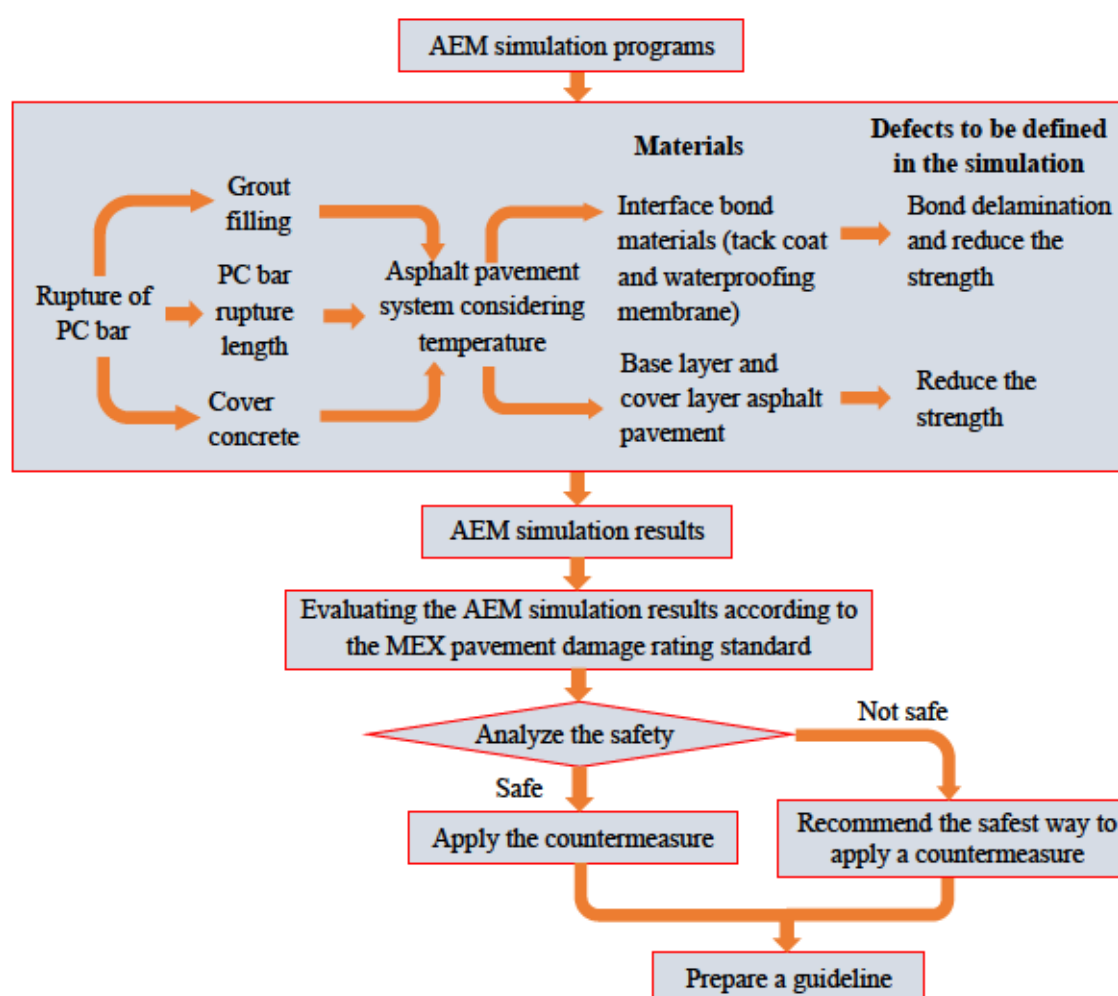 AEM simulation programs
Materials
Defects to be defined
in the simulation
Grout
filling
Rupture of
PC bar
PC bar
rupture
length
Cover
concrete
Asphalt pavement
system considering
temperature
Interface bond
materials (tack coat
and waterproofing
membrane)
Bond delamination
and reduce the
strength
Base layer and
cover layer asphalt
pavement
Reduce the
strength
AEM simulation results
Evaluating the AEM simulation results according to
the MEX pavement damage rating standard
Analyze the safety
Not safe
Safe
Apply the countermeasure
Recommend the safest way to
apply a countermeasure
Prepare a guideline